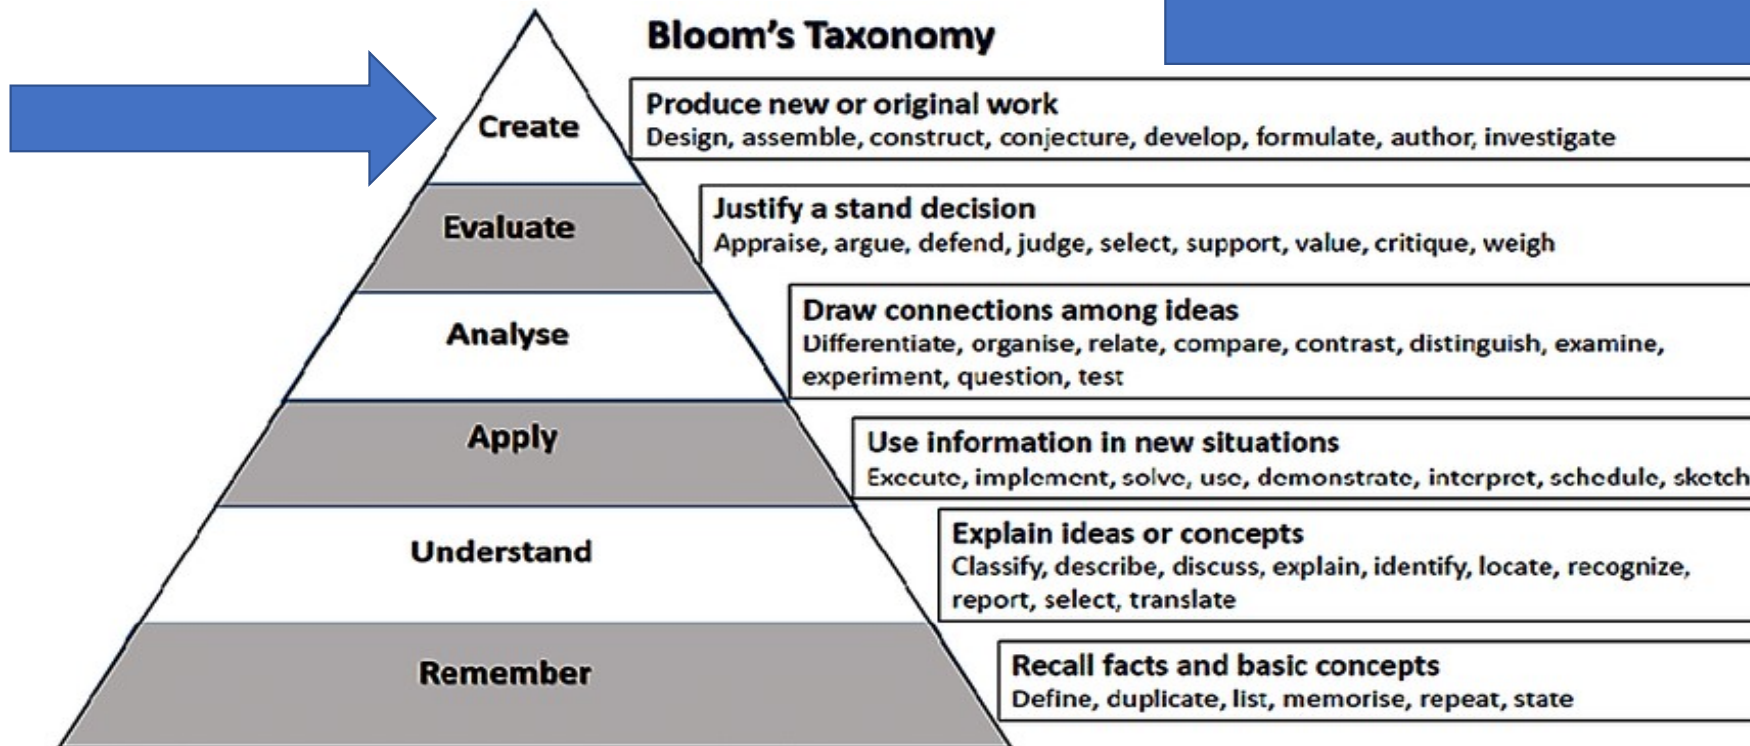 Bloom's Taxonomy
Create
Produce new or original work
Design, assemble, construct, conjecture, develop, formulate, author, investigate
Evaluate
Justify a stand decision
Appraise, argue, defend, judge, select, support, value, critique, weigh
Analyse
Draw connections among ideas
Differentiate, organise, relate, compare, contrast, distinguish, examine,
experiment, question, test
Apply
Use information in new situations
Execute, implement, solve, use, demonstrate, interpret, schedule, sketch
Understand
Explain ideas or concepts
Classify, describe, discuss, explain, identify, locate, recognize,
report, select, translate
Remember
Recall facts and basic concepts
Define, duplicate, list, memorise, repeat, state